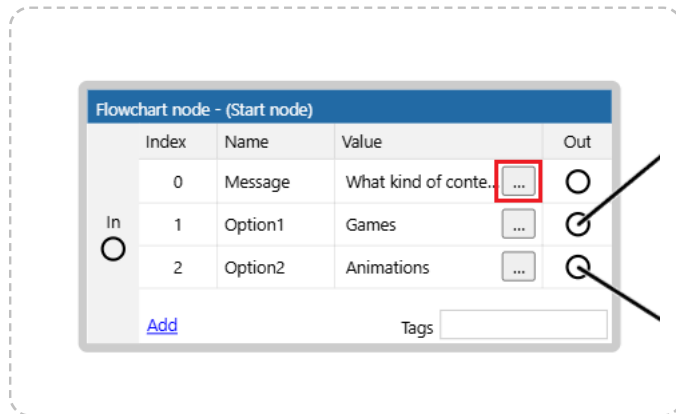 Flowchart node - (Start node)
Index Name Value Out
0 Message What kind of conte... ...
In
1 Option1 Games ...
2 Option2 Animations ...
Add Tags